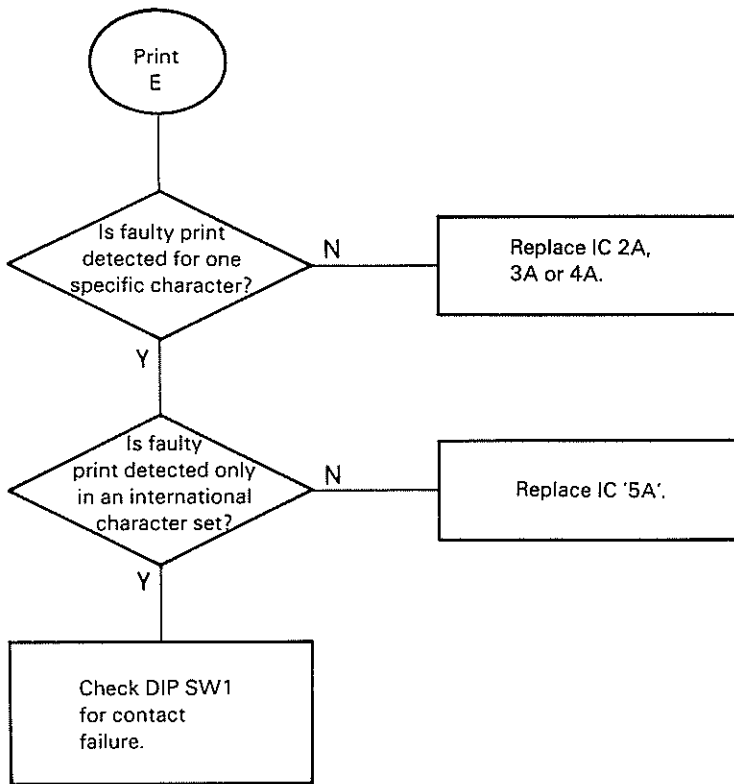 Print
E
Is faulty print
detected for one
specific character?
N
Replace IC 2A,
3A or 4A.
Y
Is faulty
print detected only
in an international
character set?
N
Replace IC '5A'.
Y
Check DIP SW1
for contact
failure.